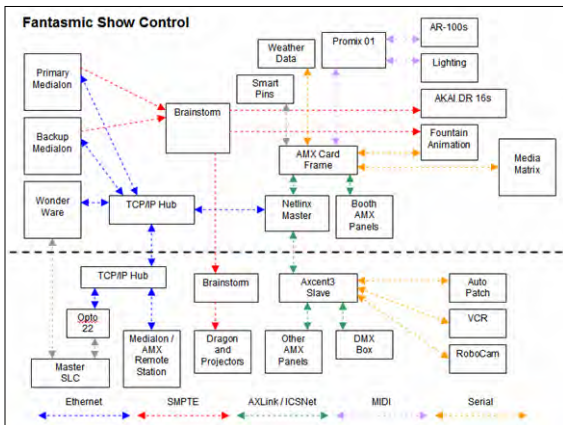 Fantasmic Show Control
Primary
Medialon
Backup
Medialon
Wonder
Ware
Brainstorm
TCP/IP Hub
Weather
Data
Smart
Pins
Promix 01
AR-100s
Lighting
AKAI DR 16s
Fountain
Animation
Media
Matrix
AMX Card
Frame
Netlinx
Master
Booth
AMX
Panels
TCP/IP Hub
Opto
22
Master
SLC
Medialon /
AMX
Remote
Station
Brainstorm
Dragon
and
Projectors
Axcent3
Slave
Other
AMX
Panels
DMX
Box
Auto
Patch
VCR
RoboCam
Ethernet
SMPTE
AXLink / ICSNet
MIDI
Serial